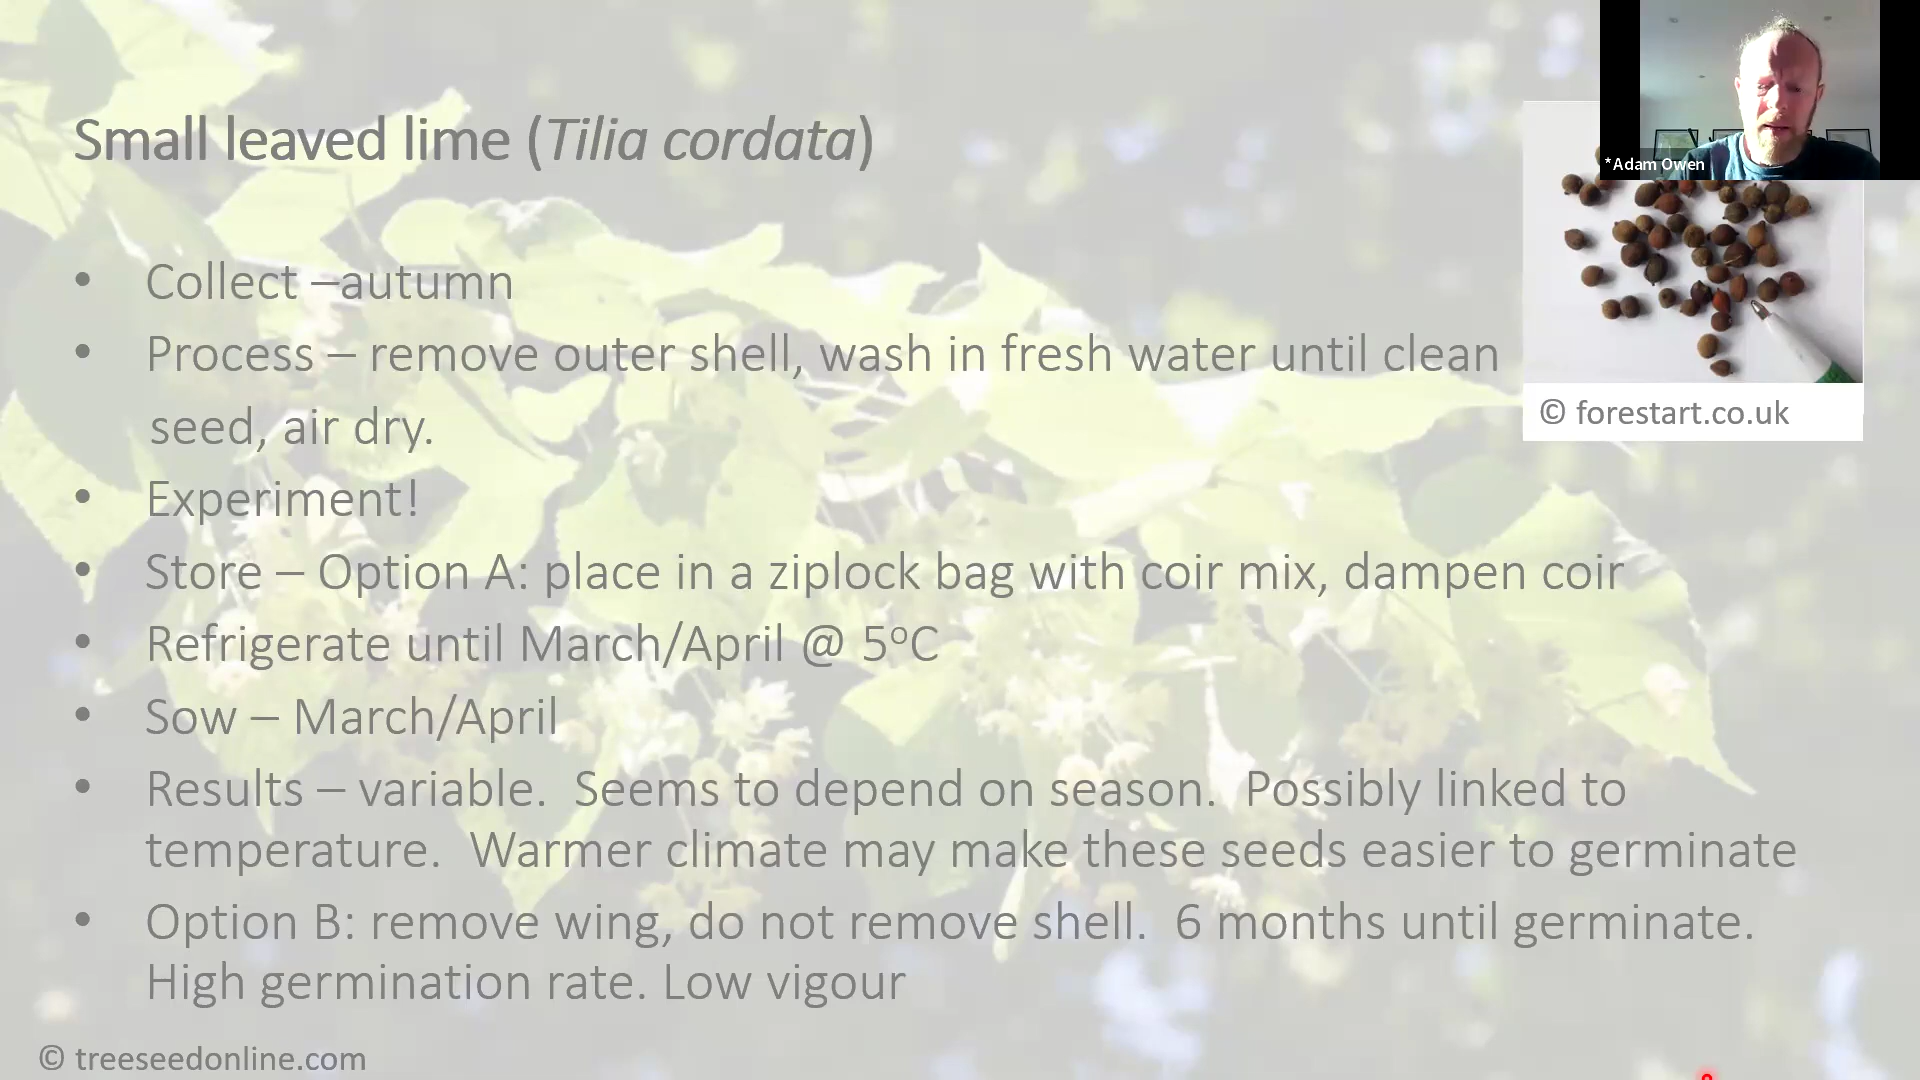 *Adam Owen
Small leaved lime (Tilia cordata)
• Collect –autumn
• Process – remove outer shell, wash in fresh water until clean
seed, air dry.
• Experiment!
• Store – Option A: place in a ziplock bag with coir mix, dampen coir
• Refrigerate until March/April @ 5ºC
• Sow – March/April
• Results – variable.  Seems to depend on season.  Possibly linked to
temperature.  Warmer climate may make these seeds easier to germinate
• Option B: remove wing, do not remove shell.  6 months until germinate.
High germination rate. Low vigour
© forestart.co.uk
© treeseedonline.com